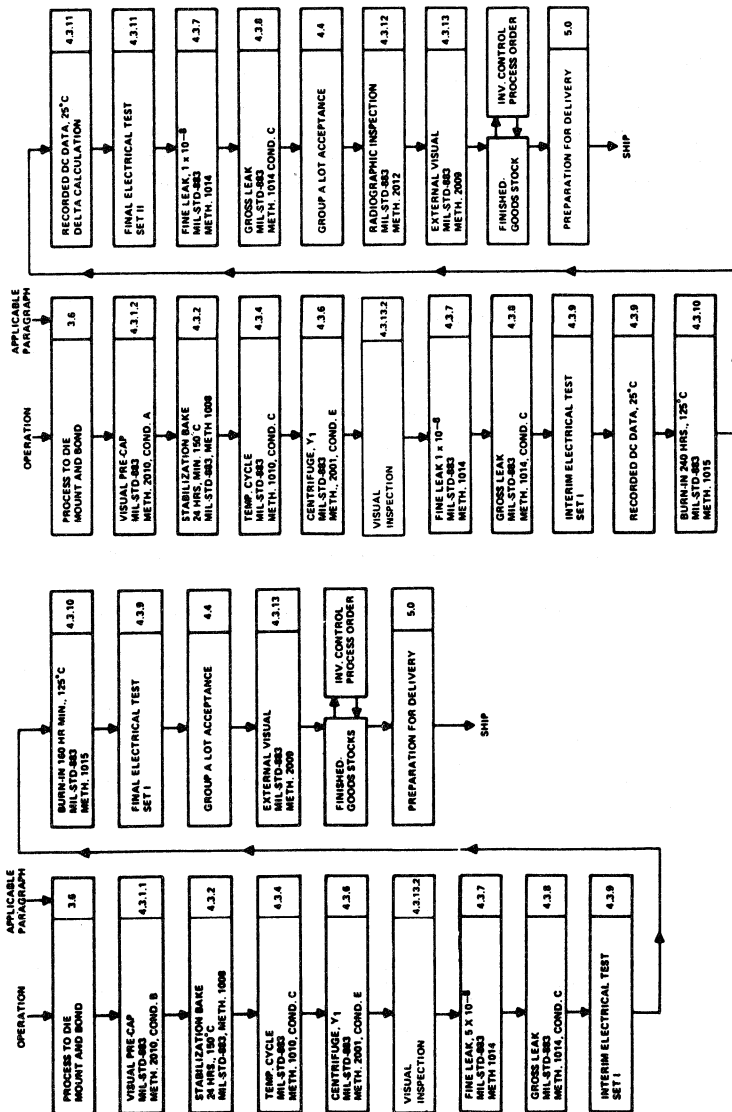 OPERATION
APPLICABLE
PARAGRAPH
PROCESS TO DIE
MOUNT AND BOND
3.6
VISUAL PRE-CAP
MIL-STD-883
METH. 2010, COND. B
4.3.1.1
STABILIZATION BAKE
24 HRS., 150°C
MIL-STD-883, METH. 1008
4.3.2
TEMP. CYCLE
MIL-STD-883
METH. 1010, COND. C
4.3.4
CENTRIFUGE, Y1
MIL-STD-883
METH. 2001, COND. E
4.3.6
VISUAL
INSPECTION
4.3.13.2
FINE LEAK, 5 X 10−8
MIL-STD-883
METH 1014
4.3.7
GROSS LEAK
MIL-STD-883
METH. 1014, COND. C
4.3.8
INTERIM ELECTRICAL TEST
SET I
4.3.9
BURN-IN 160 HR MIN., 125°C
MIL-STD-883
METH. 1015
4.3.10
FINAL ELECTRICAL TEST
SET I
4.3.9
GROUP A LOT ACCEPTANCE
4.4
EXTERNAL VISUAL
MIL-STD-883
METH. 2009
4.3.13
FINISHED-
GOODS STOCKS
INV. CONTROL
PROCESS ORDER
PREPARATION FOR DELIVERY
5.0
SHIP
OPERATION
APPLICABLE
PARAGRAPH
PROCESS TO DIE
MOUNT AND BOND
3.6
VISUAL PRE-CAP
MIL-STD-883
METH. 2010, COND. A
4.3.1.2
STABILIZATION BAKE
24 HRS, MIN. 150°C
MIL-STD-883, METH 1008
4.3.2
TEMP. CYCLE
MIL-STD-883
METH. 1010, COND. C
4.3.4
CENTRIFUGE, Y1
MIL-STD-883
METH., 2001, COND. E
4.3.6
VISUAL
INSPECTION
4.3.13.2
FINE LEAK 1 x 10−8
MIL-STD-883
METH. 1014
4.3.7
GROSS LEAK
MIL-STD-883
METH. 1014, COND. C
4.3.8
INTERIM ELECTRICAL TEST
SET I
4.3.9
RECORDED DC DATA, 25°C
4.3.9
BURN-IN 240 HRS., 125°C
MIL-STD-883
METH. 1015
4.3.10
RECORDED DC DATA, 25°C
DELTA CALCULATION
4.3.11
FINAL ELECTRICAL TEST
SET II
4.3.11
FINE LEAK, 1 x 10−8
MIL-STD-883
METH. 1014
4.3.7
GROSS LEAK
MIL-STD-883
METH. 1014 COND. C
4.3.8
GROUP A LOT ACCEPTANCE
4.4
RADIOGRAPHIC INSPECTION
MIL-STD-883
METH. 2012
4.3.12
EXTERNAL VISUAL
MIL-STD-883
METH. 2009
4.3.13
FINISHED-
GOODS STOCK
INV. CONTROL
PROCESS ORDER
PREPARATION FOR DELIVERY
5.0
SHIP